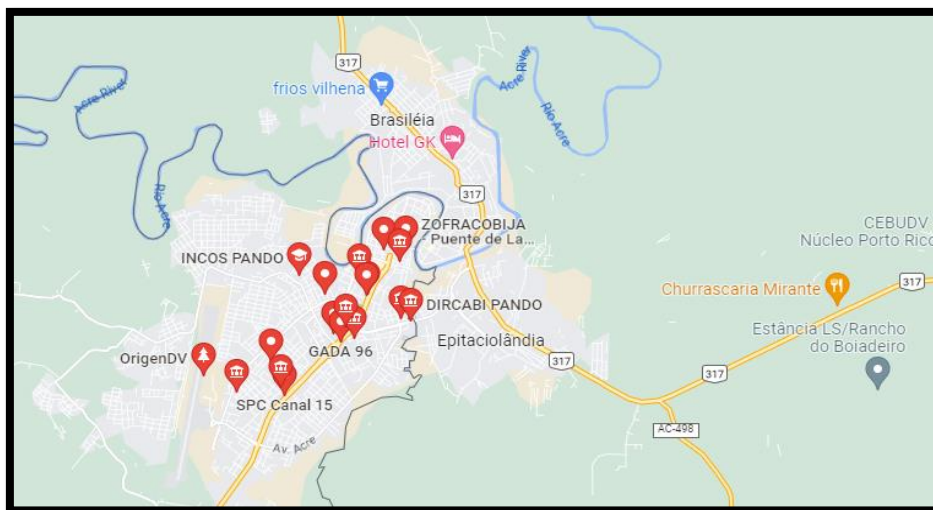 317
Acre River
Acre River
frios vilhena
Brasiléia
Hotel GK
Rio Acre
Rio Acre
317
ZOFRACOBIJA
- Puente de La...
CEBUDV
Núcleo Porto Rico
INCOS PANDO
317
Churrascaria Mirante
DIRCABI PANDO
Epitaciolândia
Estância LS/Rancho
do Boiadeiro
OrigenDV
GADA 96
317
317
SPC Canal 15
AC-498
Av. Acre